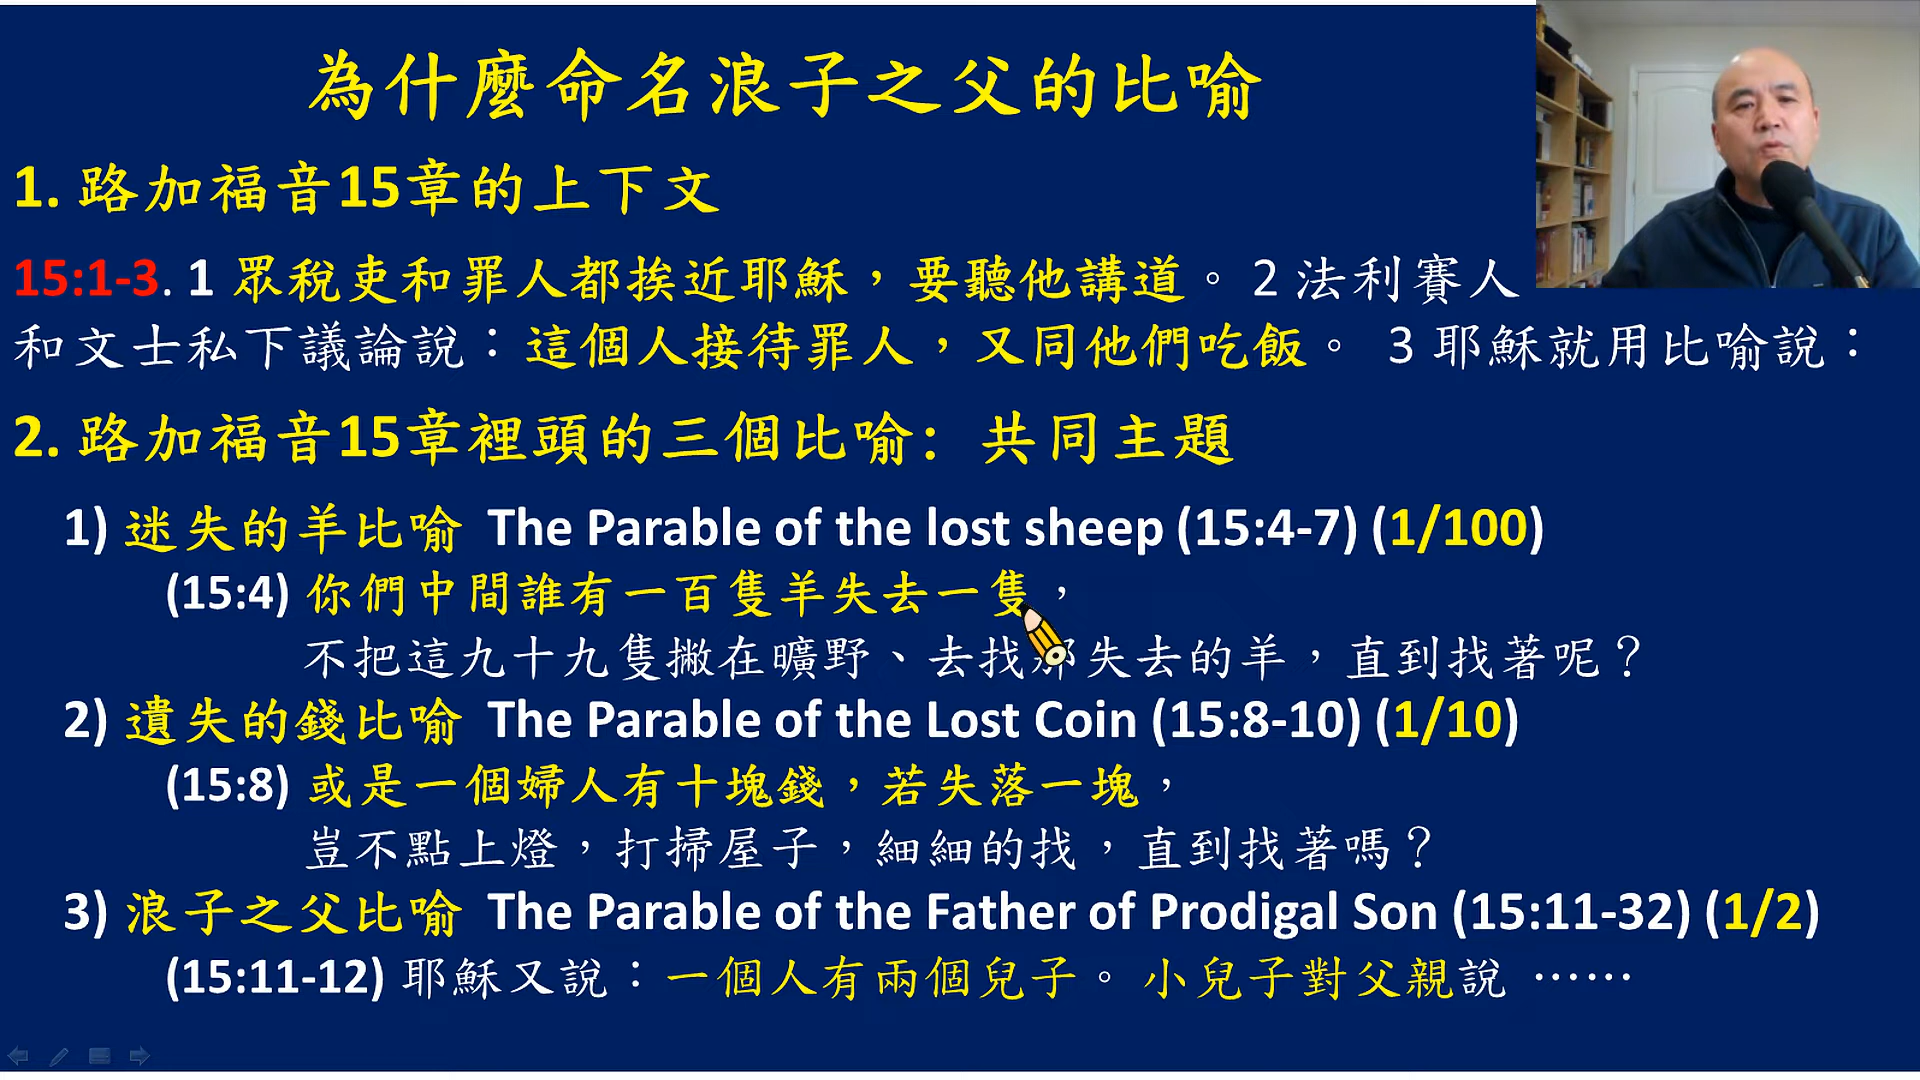 為什麼命名浪子之父的比喻
1. 路加福音15章的上下文
15:1-3. 1 眾稅吏和罪人都挨近耶穌，要聽他講道。 2 法利賽人
和文士私下議論說：這個人接待罪人，又同他們吃飯。 3 耶穌就用比喻說：
2. 路加福音15章裡頭的三個比喻：共同主題
1) 迷失的羊比喻 The Parable of the lost sheep (15:4-7) (1/100)
(15:4) 你們中間誰有一百隻羊失去一隻，
不把這九十九隻撇在曠野、去找那失去的羊，直到找著呢？
2) 遺失的錢比喻 The Parable of the Lost Coin (15:8-10) (1/10)
(15:8) 或是一個婦人有十塊錢，若失落一塊，
豈不點上燈，打掃屋子，細細的找，直到找著嗎？
3) 浪子之父比喻 The Parable of the Father of Prodigal Son (15:11-32) (1/2)
(15:11-12) 耶穌又說：一個人有兩個兒子。 小兒子對父親說 ⋯⋯